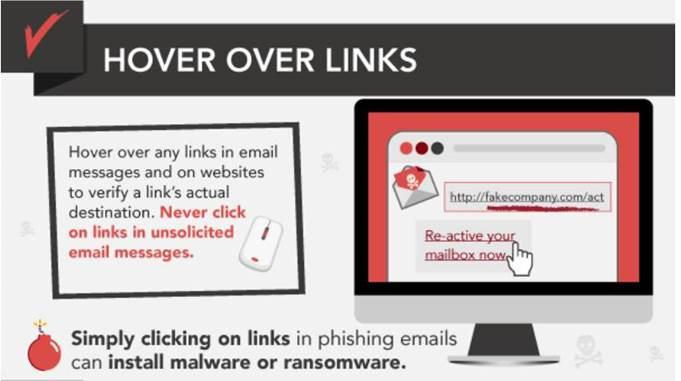 HOVER OVER LINKS
Hover over any links in email
messages and on websites
to verify a link's actual
destination. Never click
on links in unsolicited
email messages.
http://fakecompany.com/act
Re-active your
mailbox now
Simply clicking on links in phishing emails
can install malware or ransomware.